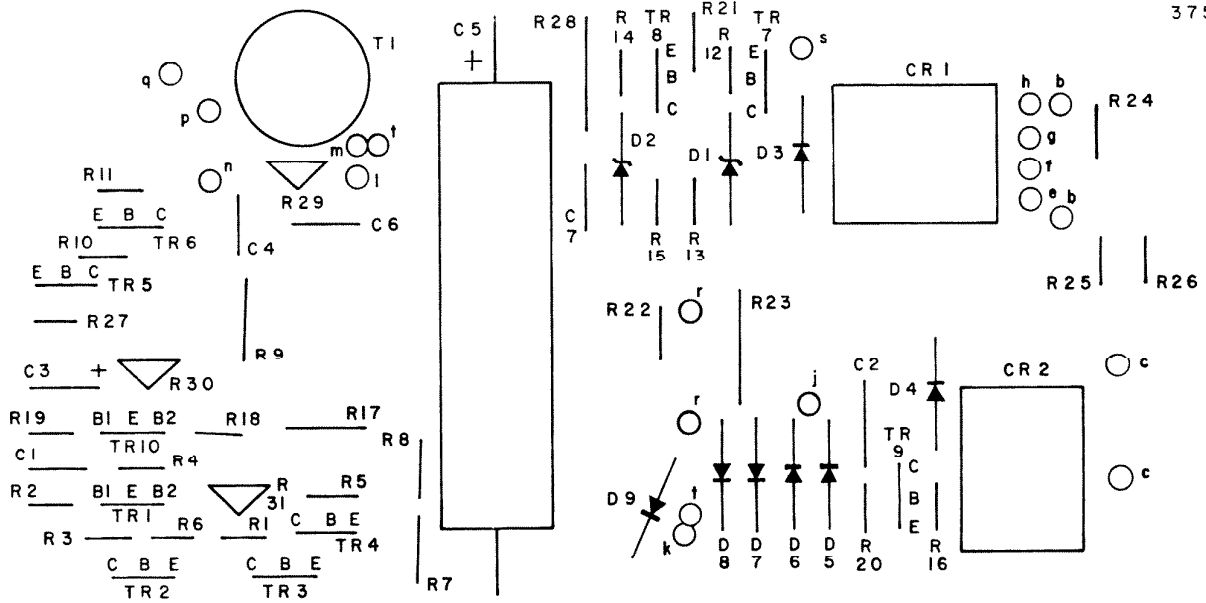 375
R28
R
14
TR
8
E
B
C
R21
R
12
TR
7
E
B
C
s
T1
C5
+
q
p
m
t
n
l
R29
D2
D1
D3
CR1
h b
g
f
e b
R24
R11
E B C
TR6
R10
E B C
TR5
C4
C6
C
7
R
15
R
13
R27
R9
R22
r
R23
R25
R26
C3 +
R30
j
C2
D4
CR2
c
R19
B1 E B2
TR10
R18
R17
R8
r
TR
9
C
B
E
C1
R4
R2
B1 E B2
TR1
R
31
R5
D9
t
k
c
R3
R6
R1
C B E
TR4
C B E
TR2
C B E
TR3
R7
D
8
D
7
D
6
D
5
R
20
R
16